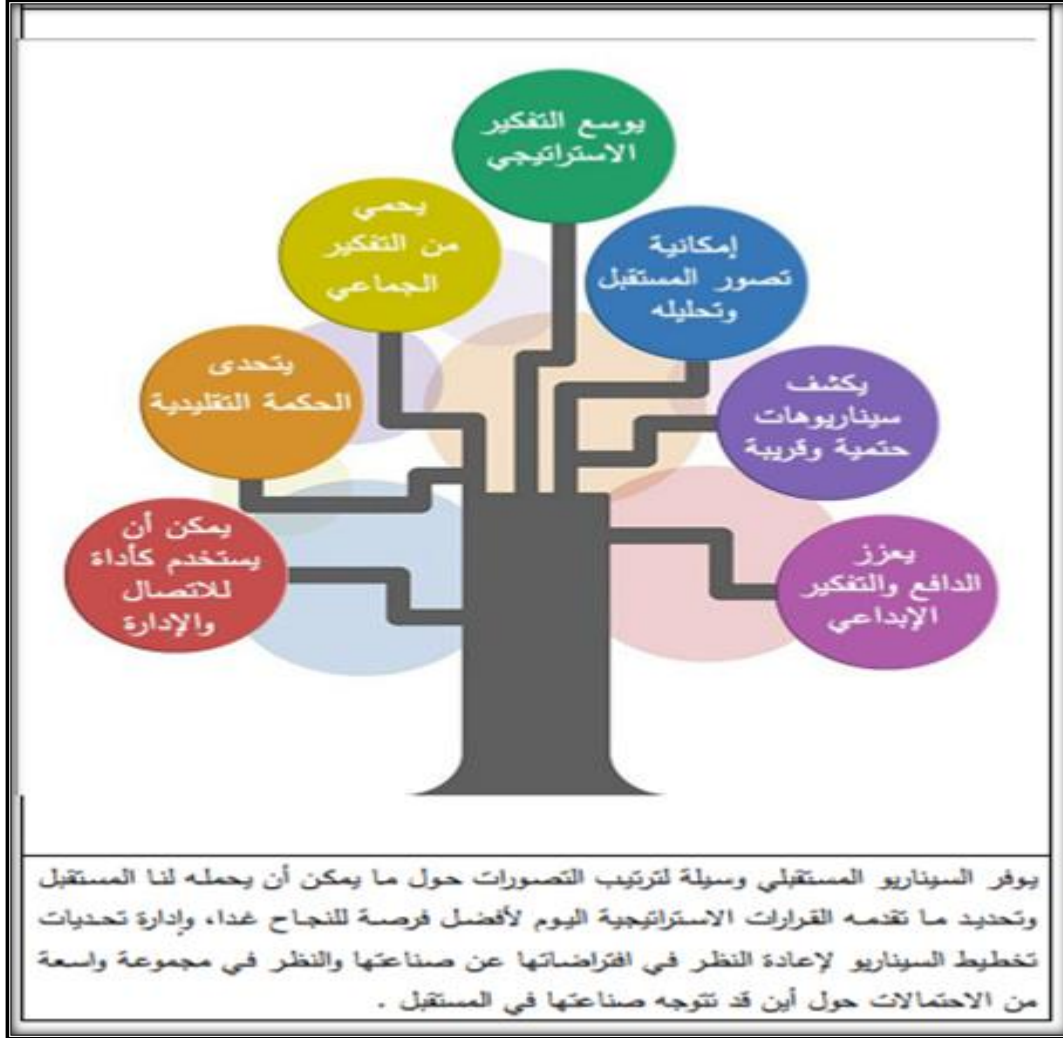 يوسع التفكير
الاستراتيجي
يحمي
من التفكير
الجماعي
إمكانية
تصور المستقبل
وتحليله
يتحدى
الحكمة التقليدية
يكشف
سيناريوهات
حتمية وقريبة
يمكن أن
يستخدم كأداة
للاتصال
والإدارة
يعزز
الدافع والتفكير
الإبداعي
يوفر السيناريو المستقبلي وسيلة لترتيب التصورات حول ما يمكن أن يحمله لنا المستقبل
وتحديد ما تقدمه القرارات الاستراتيجية اليوم لأفضل فرصة للنجاح غدا، وإدارة تحديات
تخطيط السيناريو لإعادة النظر في افتراضاتها عن صناعتها والنظر في مجموعة واسعة
من الاحتمالات حول أين قد تتوجه صناعتها في المستقبل .